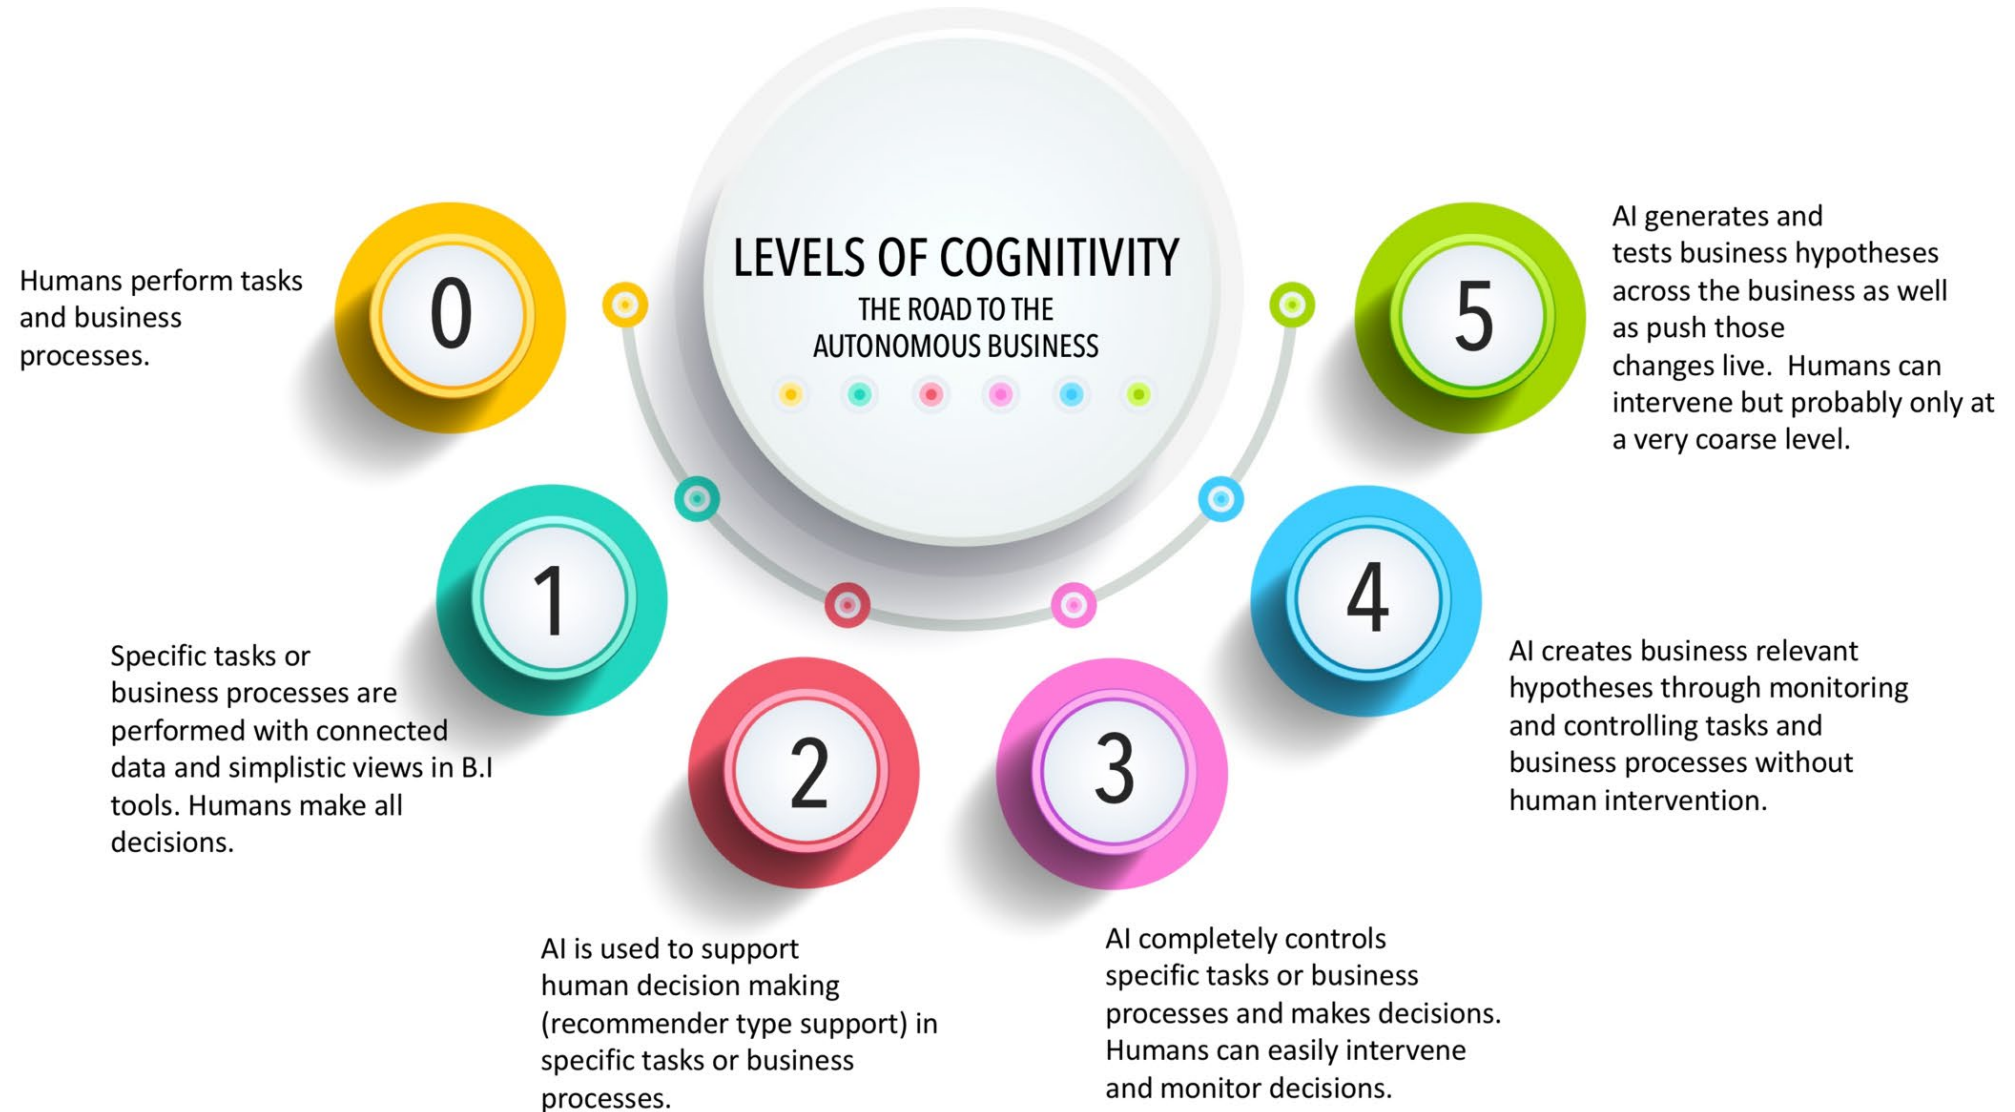 LEVELS OF COGNITIVITY
THE ROAD TO THE
AUTONOMOUS BUSINESS
0
Humans perform tasks
and business
processes.
1
Specific tasks or
business processes are
performed with connected
data and simplistic views in B.I
tools. Humans make all
decisions.
2
AI is used to support
human decision making
(recommender type support) in
specific tasks or business
processes.
3
AI completely controls
specific tasks or business
processes and makes decisions.
Humans can easily intervene
and monitor decisions.
4
AI creates business relevant
hypotheses through monitoring
and controlling tasks and
business processes without
human intervention.
5
AI generates and
tests business hypotheses
across the business as well
as push those
changes live.  Humans can
intervene but probably only at
a very coarse level.